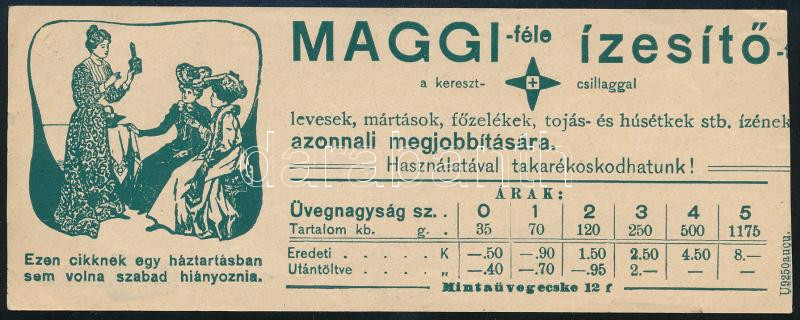 MAGGI-féle ízesítő-
a kereszt- csillaggal
levesek, mártások, főzelékek, tojás- és húsétkek stb. ízének
azonnali megjobbítására.
Használatával takarékoskodhatunk!
ÁRAK:
Üvegnagyság sz. . 0 1 2 3 4 5
Tartalom kb. g. . 35 70 120 250 500 1175
Eredeti . . . . . K —.50 —.90 1.50 2.50 4.50 8.—
Utántöltve . . . . „ —.40 —.70 —.95 2.— — —
Mintaüvegecske 12 f
Ezen cikknek egy háztartásban
sem volna szabad hiányoznia.
U9250aucu.
darabanth